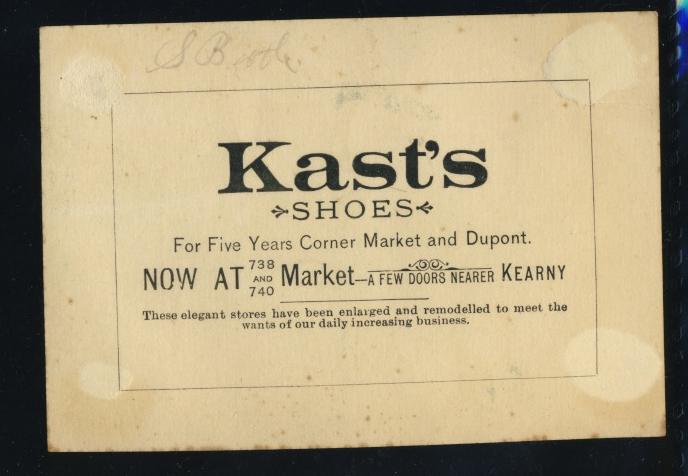 Kast's
SHOES
For Five Years Corner Market and Dupont.
NOW AT 738 AND 740 Market—A FEW DOORS NEARER KEARNY
These elegant stores have been enlarged and remodelled to meet the
wants of our daily increasing business.